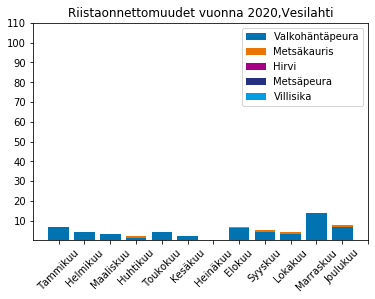 Riistaonnettomuudet vuonna 2020,Vesilahti
110
100
90
80
70
60
50
40
30
20
10
Valkohäntäpeura
Metsäkauris
Hirvi
Metsäpeura
Villisika
Tammikuu
Helmikuu
Maaliskuu
Huhtikuu
Toukokuu
Kesäkuu
Heinäkuu
Elokuu
Syyskuu
Lokakuu
Marraskuu
Joulukuu